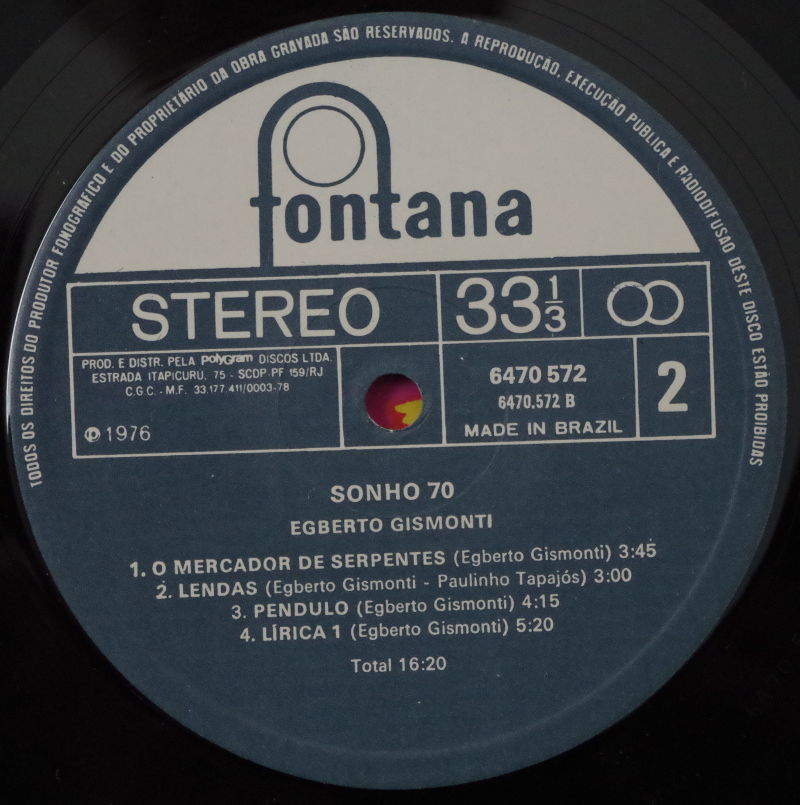 TODOS OS DIREITOS DO PRODUTOR FONOGRAFICO E DO PROPRIETÁRIO DA OBRA GRAVADA SÃO RESERVADOS. A REPRODUÇÃO, EXECUÇÃO PUBLICA E RADIODIFUSÃO DESTE DISCO ESTÃO PROIBIDAS
fontana
STEREO
33 1/3
PROD. E DISTR. PELA PolyGram DISCOS LTDA.
ESTRADA ITAPICURU, 75 - SCDP-PF 159/RJ
C.G.C. - M.F. 33.177.411/0003-78
℗ 1976
6470 572
6470.572 B
MADE IN BRAZIL
2
SONHO 70
EGBERTO GISMONTI
1. O MERCADOR DE SERPENTES (Egberto Gismonti) 3:45
2. LENDAS (Egberto Gismonti - Paulinho Tapajós) 3:00
3. PENDULO (Egberto Gismonti) 4:15
4. LÍRICA 1 (Egberto Gismonti) 5:20
Total 16:20